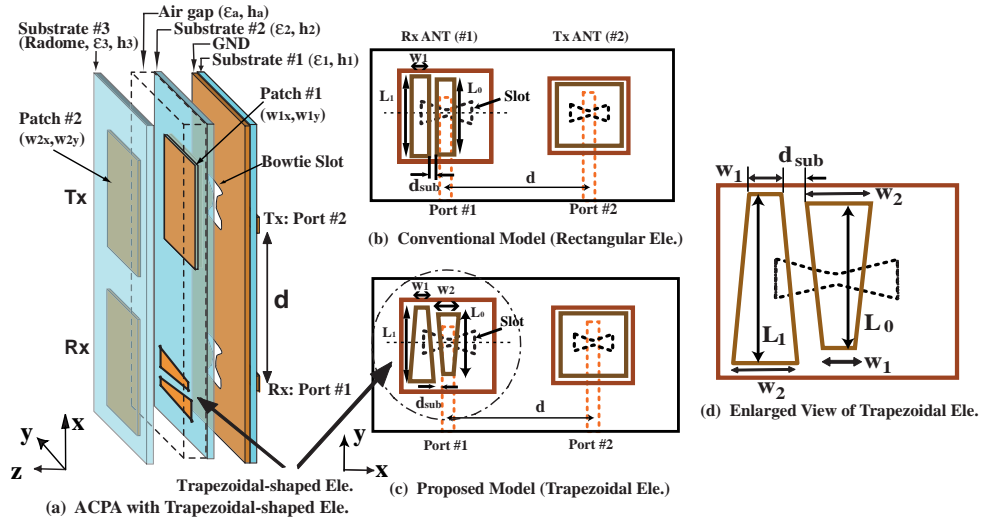 Air gap (εa, ha)
Substrate #3
(Radome, ε3, h3)
Substrate #2 (ε2, h2)
GND
Substrate #1 (ε1, h1)
Patch #1
(w1x,w1y)
Patch #2
(w2x,w2y)
Bowtie Slot
Tx
Tx: Port #2
d
Rx
Rx: Port #1
x
y
z
Trapezoidal-shaped Ele.
(a) ACPA with Trapezoidal-shaped Ele.
Rx ANT (#1)
Tx ANT (#2)
w1
L1
L0
Slot
dsub
d
Port #1
Port #2
(b) Conventional Model (Rectangular Ele.)
w1
w2
L1
L0
Slot
dsub
d
Port #1
Port #2
y
x
(c) Proposed Model (Trapezoidal Ele.)
dsub
w1
w2
L1
L0
w1
w2
(d) Enlarged View of Trapezoidal Ele.